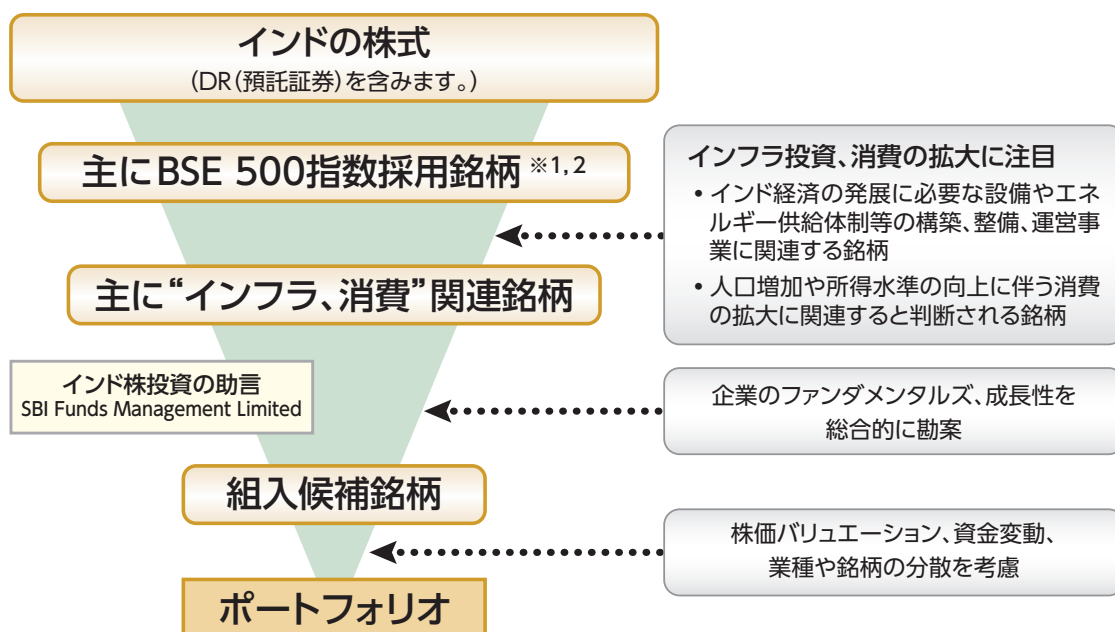 インドの株式
(DR(預託証券)を含みます。)
主にBSE 500指数採用銘柄 ※1, 2
インフラ投資、消費の拡大に注目
• インド経済の発展に必要な設備やエネ
ルギー供給体制等の構築、整備、運営事
業に関連する銘柄
• 人口増加や所得水準の向上に伴う消費
の拡大に関連すると判断される銘柄
主に“インフラ、消費”関連銘柄
インド株投資の助言
SBI Funds Management Limited
企業のファンダメンタルズ、成長性を
総合的に勘案
組入候補銘柄
株価バリュエーション、資金変動、
業種や銘柄の分散を考慮
ポートフォリオ